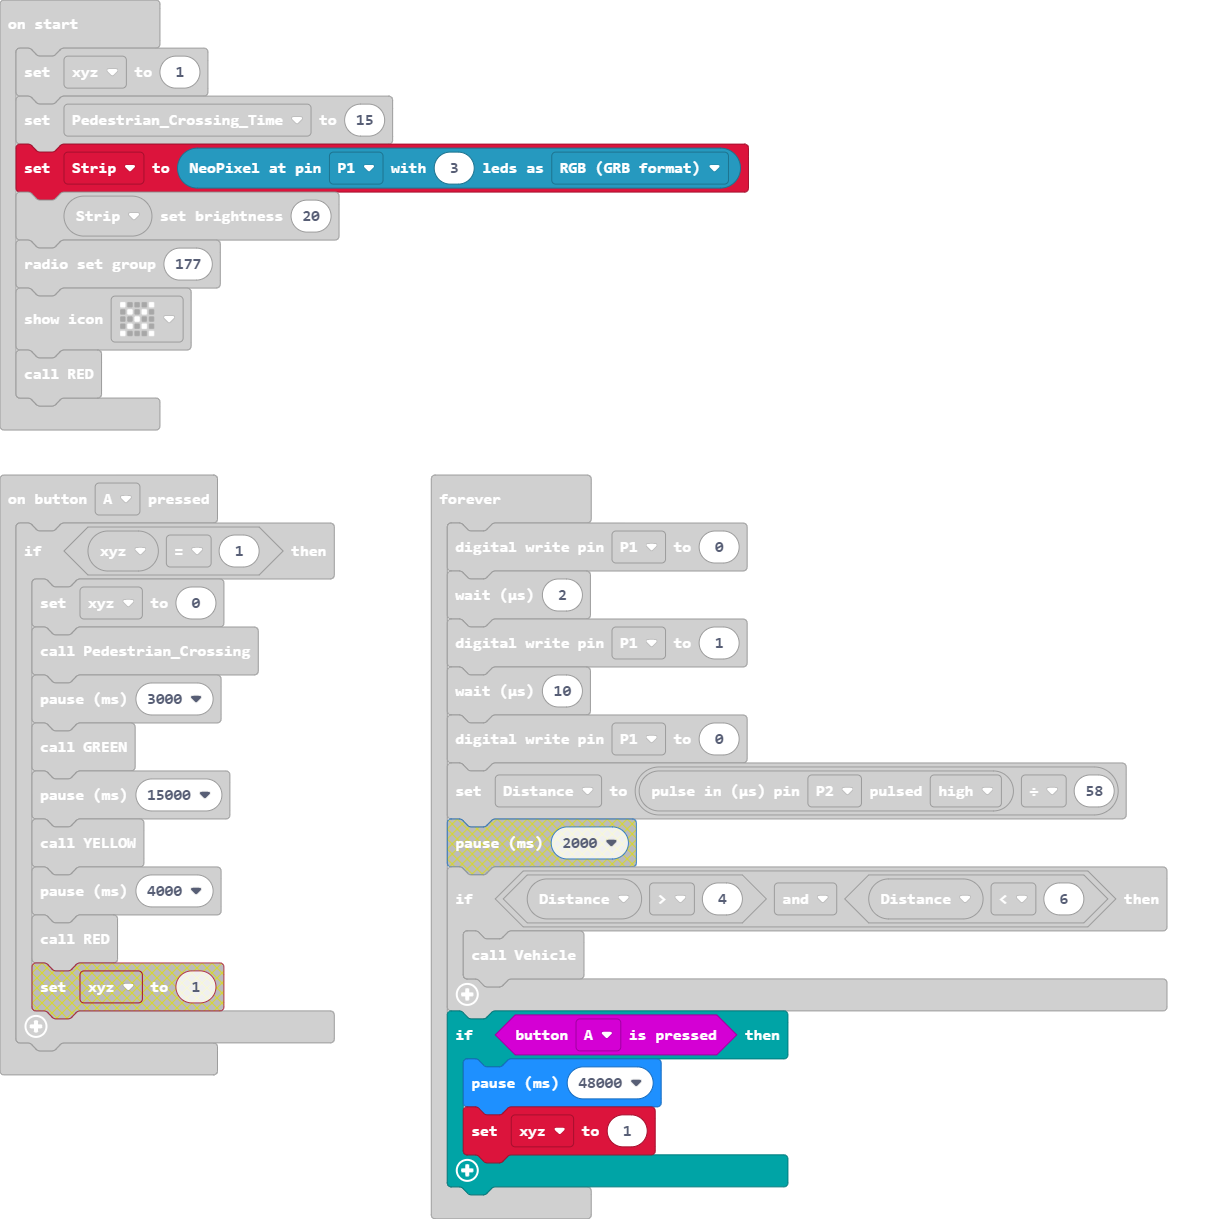 on start
set xyz to 1
set Pedestrian_Crossing_Time to 15
set Strip to NeoPixel at pin P1 with 3 leds as RGB (GRB format)
Strip set brightness 20
radio set group 177
show icon
call RED
on button A pressed
if xyz = 1 then
set xyz to 0
call Pedestrian_Crossing
pause (ms) 3000
call GREEN
pause (ms) 15000
call YELLOW
pause (ms) 4000
call RED
set xyz to 1
forever
digital write pin P1 to 0
wait (µs) 2
digital write pin P1 to 1
wait (µs) 10
digital write pin P1 to 0
set Distance to pulse in (µs) pin P2 pulsed high ÷ 58
pause (ms) 2000
if Distance > 4 and Distance < 6 then
call Vehicle
if button A is pressed then
pause (ms) 48000
set xyz to 1